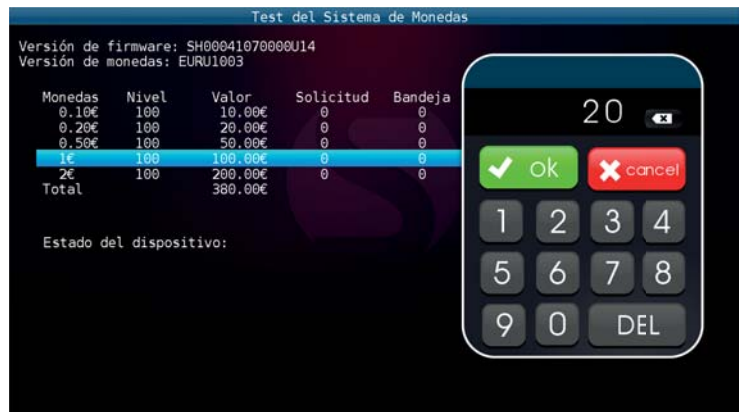 Test del Sistema de Monedas
Versión de firmware: SH00041070000U14
Versión de monedas: EURU1003
Monedas Nivel Valor Solicitud Bandeja
0.10€ 100 10.00€ 0 0
0.20€ 100 20.00€ 0 0
0.50€ 100 50.00€ 0 0
1€ 100 100.00€ 0 0
2€ 100 200.00€ 0 0
Total 380.00€
Estado del dispositivo:
20
ok cancel
1 2 3 4
5 6 7 8
9 0 DEL